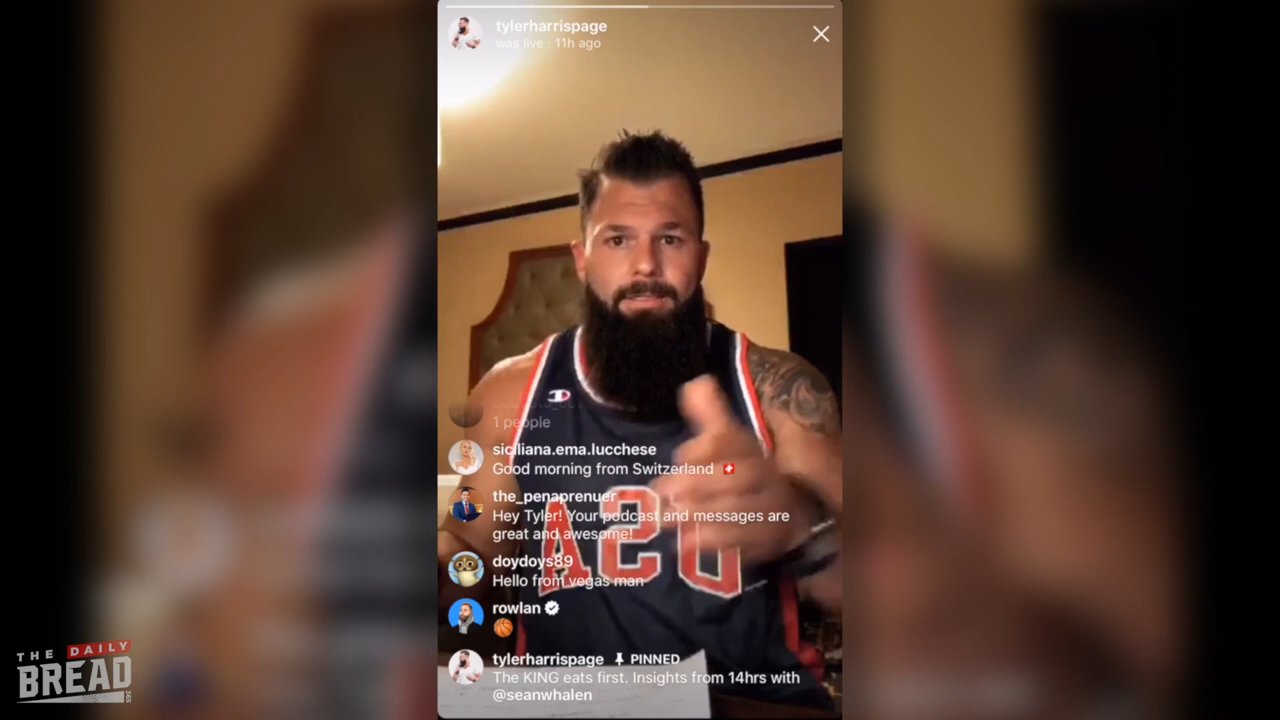 tylerharrispage
was live · 11h ago
1 people
siciliana.ema.lucchese
Good morning from Switzerland 🇨🇭
the_penaprenuer
Hey Tyler! Your podcast and messages are
great and awesome!
doydoys89
Hello from vegas man
rowlan
🏀
ASU
tylerharrispage PINNED
The KING eats first. Insights from 14hrs with
@seanwhalen
THE DAILY
BREAD
365